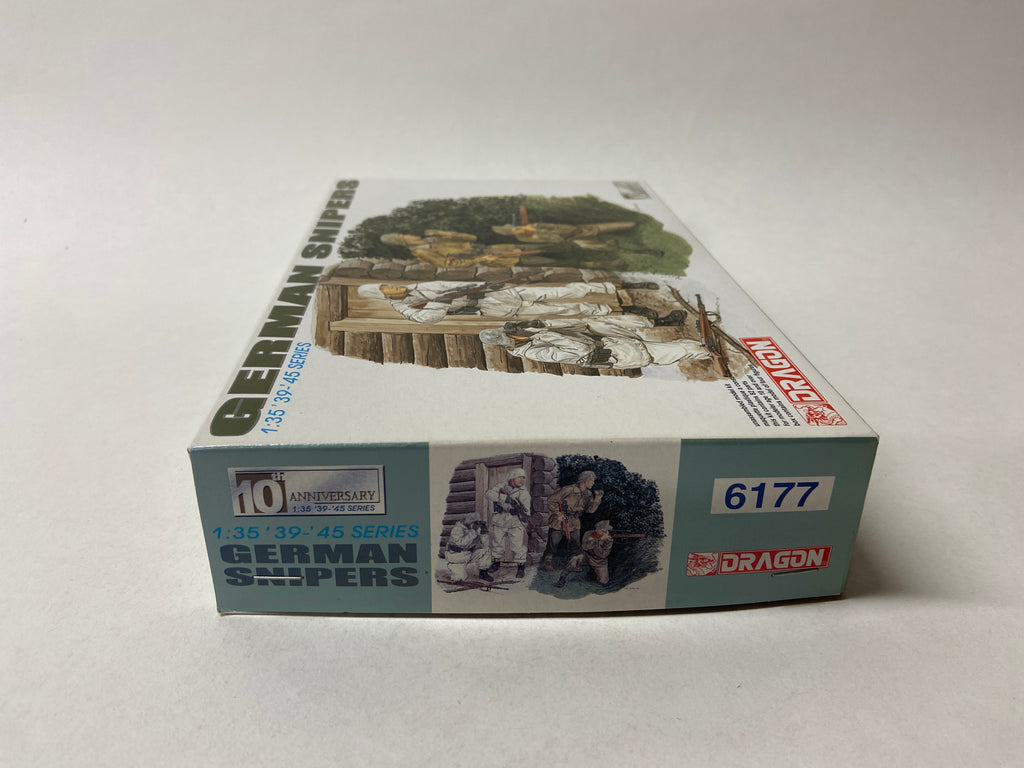 GERMAN SNIPERS
1:35 '39-'45 SERIES
DRAGON
10th
ANNIVERSARY
1:35 '39-'45 SERIES
1:35 '39-'45 SERIES
GERMAN
SNIPERS
6177
DRAGON